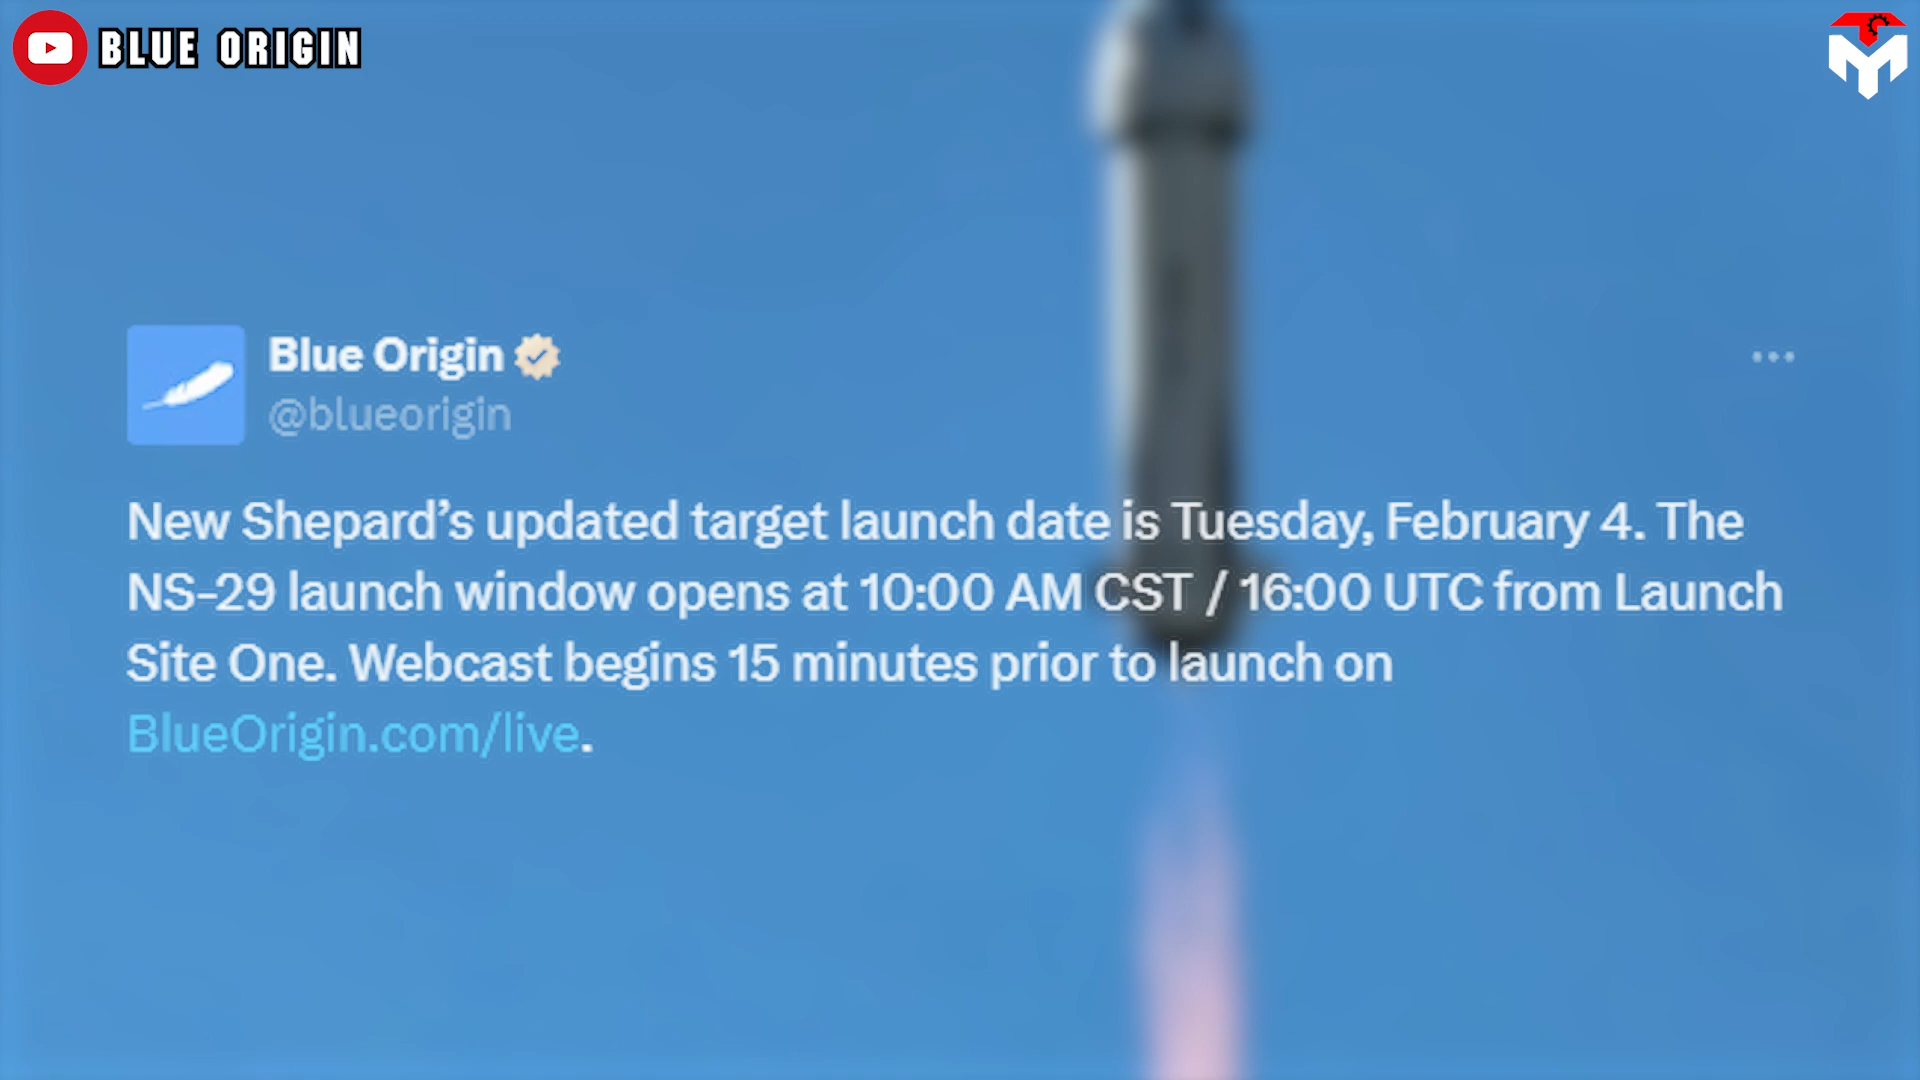 BLUE ORIGIN
Blue Origin
@blueorigin
New Shepard’s updated target launch date is Tuesday, February 4. The
NS-29 launch window opens at 10:00 AM CST / 16:00 UTC from Launch
Site One. Webcast begins 15 minutes prior to launch on
BlueOrigin.com/live.